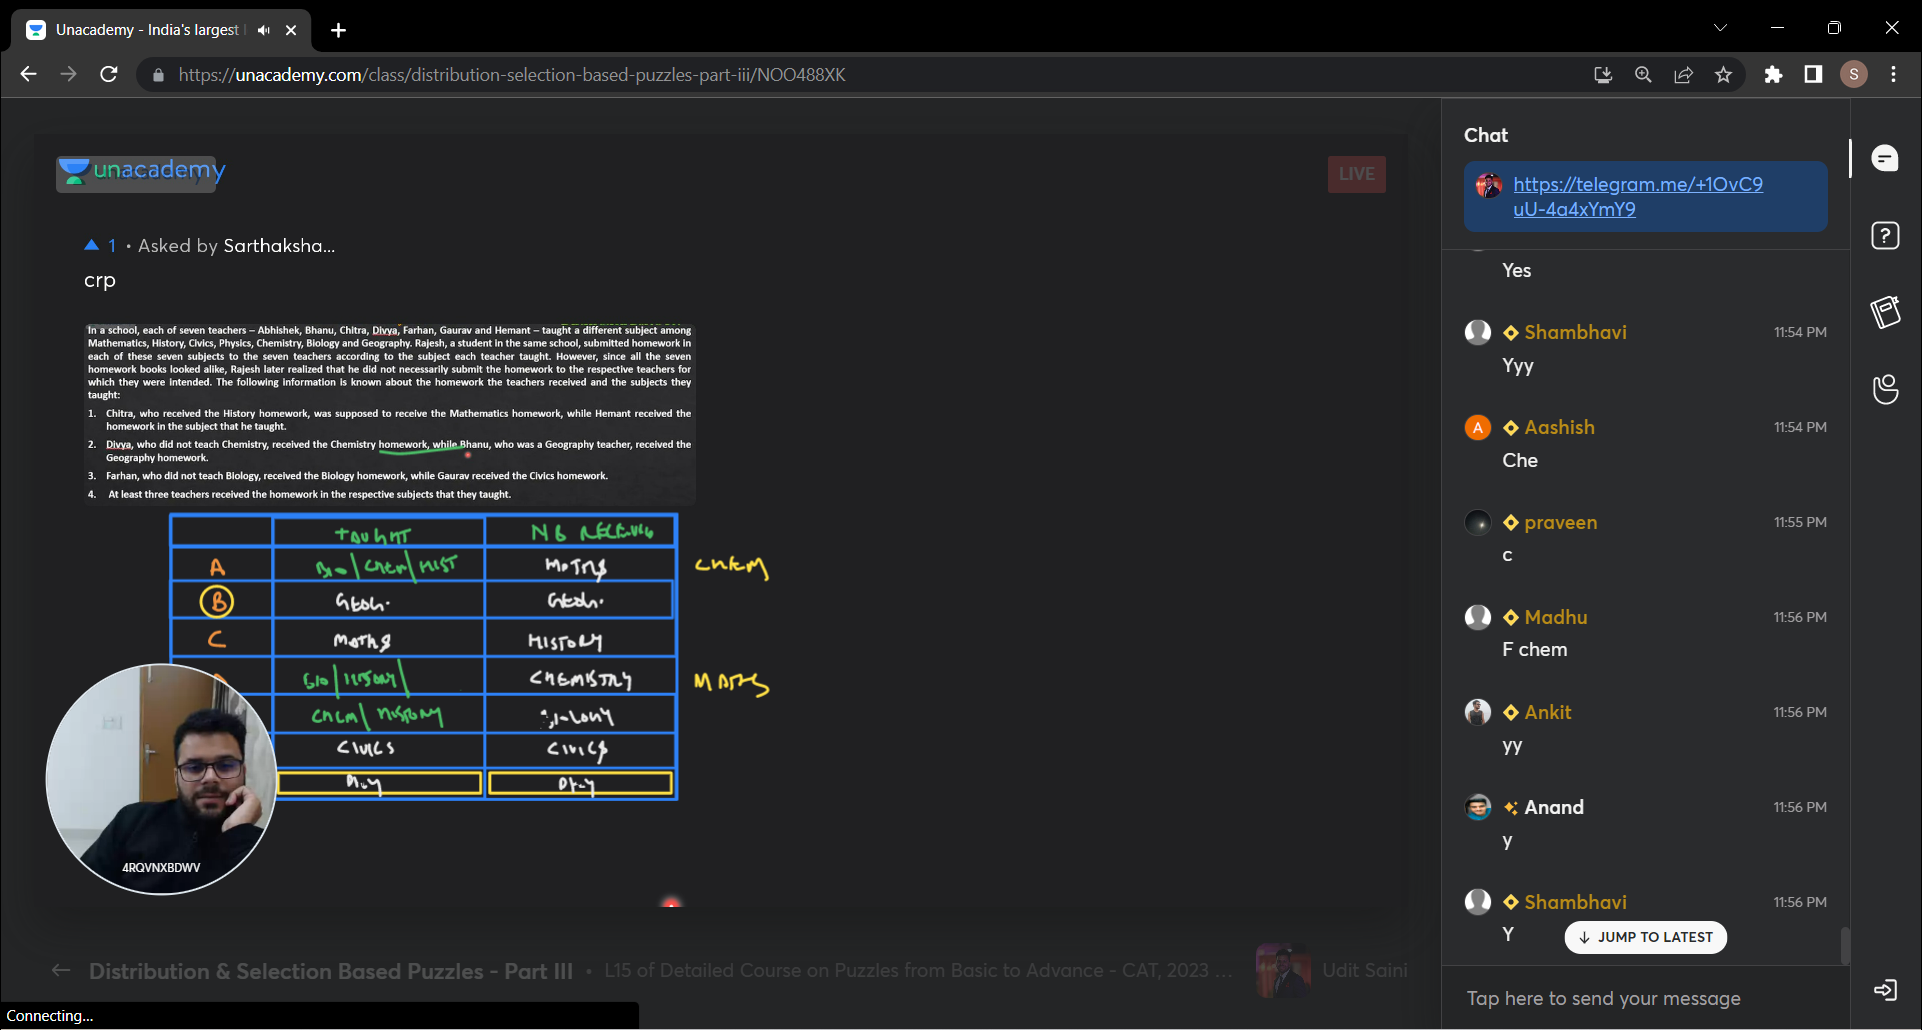 Unacademy - India's largest
https://unacademy.com/class/distribution-selection-based-puzzles-part-iii/NOO488XK
S
unacademy
LIVE
1 • Asked by Sarthaksha...
crp
In a school, each of seven teachers – Abhishek, Bhanu, Chitra, Divya, Farhan, Gaurav and Hemant – taught a different subject among
Mathematics, History, Civics, Physics, Chemistry, Biology and Geography. Rajesh, a student in the same school, submitted homework in
each of these seven subjects to the seven teachers according to the subject each teacher taught. However, since all the seven
homework books looked alike, Rajesh later realized that he did not necessarily submit the homework to the respective teachers for
which they were intended. The following information is known about the homework the teachers received and the subjects they
taught:
1. Chitra, who received the History homework, was supposed to receive the Mathematics homework, while Hemant received the
homework in the subject that he taught.
2. Divya, who did not teach Chemistry, received the Chemistry homework, while Bhanu, who was a Geography teacher, received the
Geography homework.
3. Farhan, who did not teach Biology, received the Biology homework, while Gaurav received the Civics homework.
4. At least three teachers received the homework in the respective subjects that they taught.
TAUGHT
A Bio/CHEM/HIST MATHS CHEM
B GEOG. GEOG.
C MATHS HISTORY
CHEMISTRY MATHS
CHEM/HISTORY
CIVICS CIVICS
4RQVNXBDWV
Distribution & Selection Based Puzzles - Part III • L15 of Detailed Course on Puzzles from Basic to Advance - CAT, 2023 ... Udit Saini
Connecting...
Chat
https://telegram.me/+1OvC9
uU-4a4xYmY9
Yes
Shambhavi 11:54 PM
Yyy
A Aashish 11:54 PM
Che
praveen 11:55 PM
c
Madhu 11:56 PM
F chem
Ankit 11:56 PM
yy
Anand 11:56 PM
y
Shambhavi 11:56 PM
Y
JUMP TO LATEST
Tap here to send your message